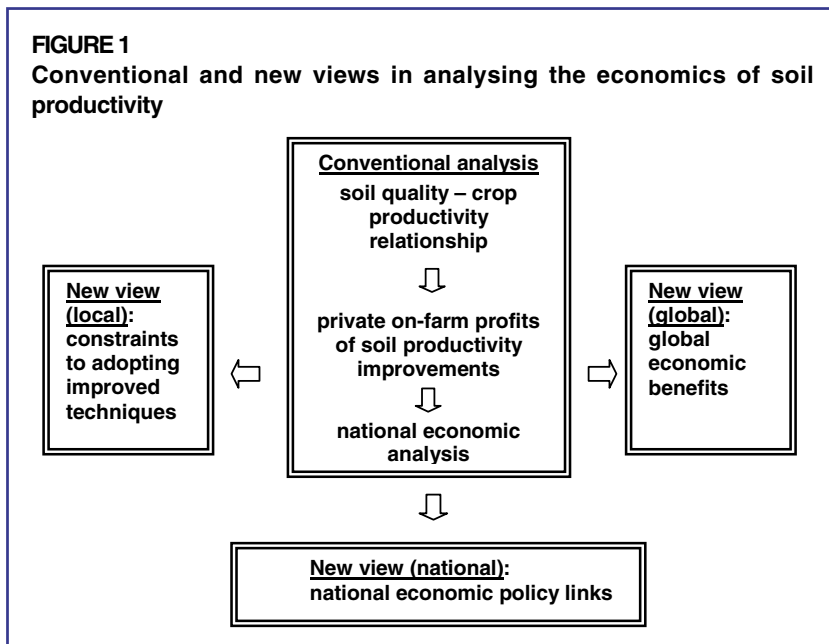 FIGURE 1
Conventional and new views in analysing the economics of soil
productivity
Conventional analysis
soil quality – crop
productivity
relationship
private on-farm profits
of soil productivity
improvements
national economic
analysis
New view
(local):
constraints
to adopting
improved
techniques
New view
(global):
global
economic
benefits
New view (national):
national economic policy links